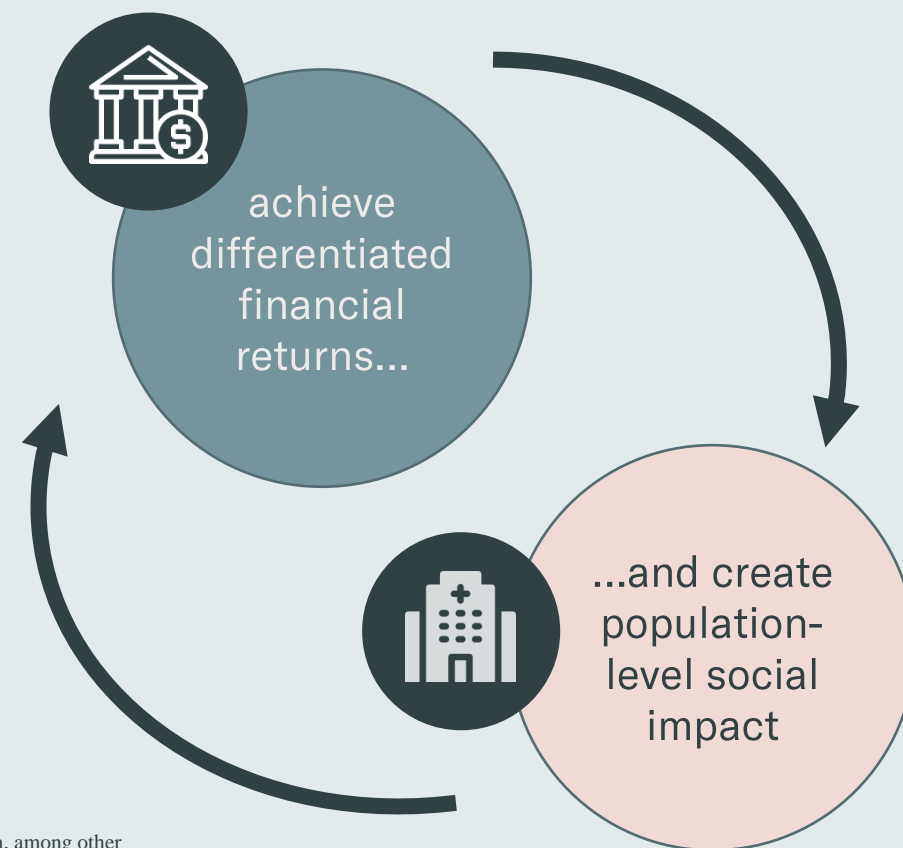 achieve
differentiated
financial
returns...
...and create
population-
level social
impact
, among other